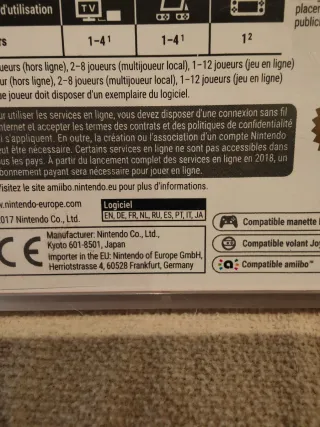 d'utilisation
TV
rs 1-4¹ 1-4¹ 1²
placer
public
ueurs (hors ligne), 2-8 joueurs (multijoueur local), 1-12 joueurs (jeu en ligne)
ur (hors ligne), 2-8 joueurs (multijoueur local), 1-12 joueurs (jeu en ligne)
e joueur doit disposer d'un exemplaire du logiciel.
ur utiliser les services en ligne, vous devez disposer d'une connexion sans fil
nternet et accepter les termes des contrats et des politiques de confidentialité
i s'appliquent. En outre, la création ou l'association d'un compte Nintendo
eut être nécessaire. Certains services en ligne ne sont pas accessibles dans
us les pays. À partir du lancement complet des services en ligne en 2018, un
onnement payant sera nécessaire pour jouer en ligne.
Visitez le site amiibo.nintendo.eu pour plus d'informations.
w.nintendo-europe.com
2017 Nintendo Co., Ltd.
Logiciel
EN, DE, FR, NL, RU, ES, PT, IT, JA
CE
Manufacturer: Nintendo Co., Ltd.,
Kyoto 601-8501, Japan
Importer in the EU: Nintendo of Europe GmbH,
Herriotstrasse 4, 60528 Frankfurt, Germany
Compatible manette
Compatible volant Joy
Compatible amiibo™